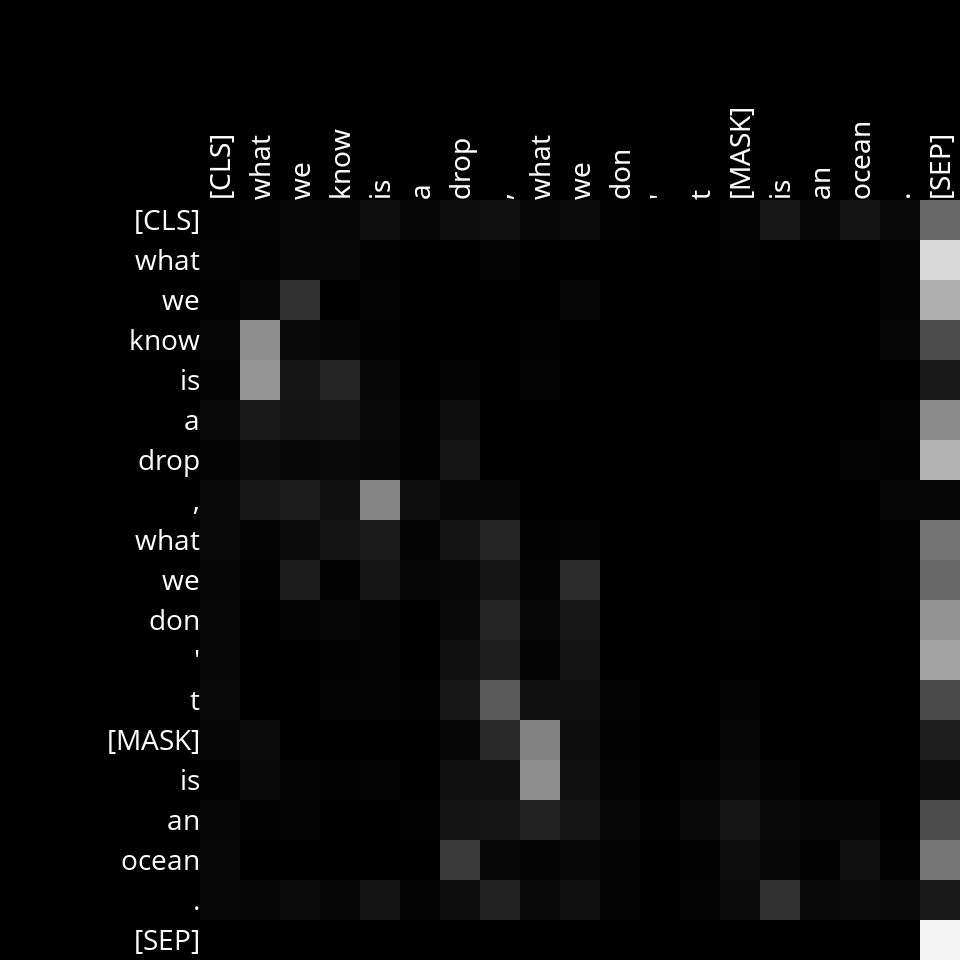 [CLS] what we know is a drop , what we don ' t [MASK] is an ocean . [SEP]
[CLS]
what
we
know
is
a
drop
,
what
we
don
'
t
[MASK]
is
an
ocean
.
[SEP]